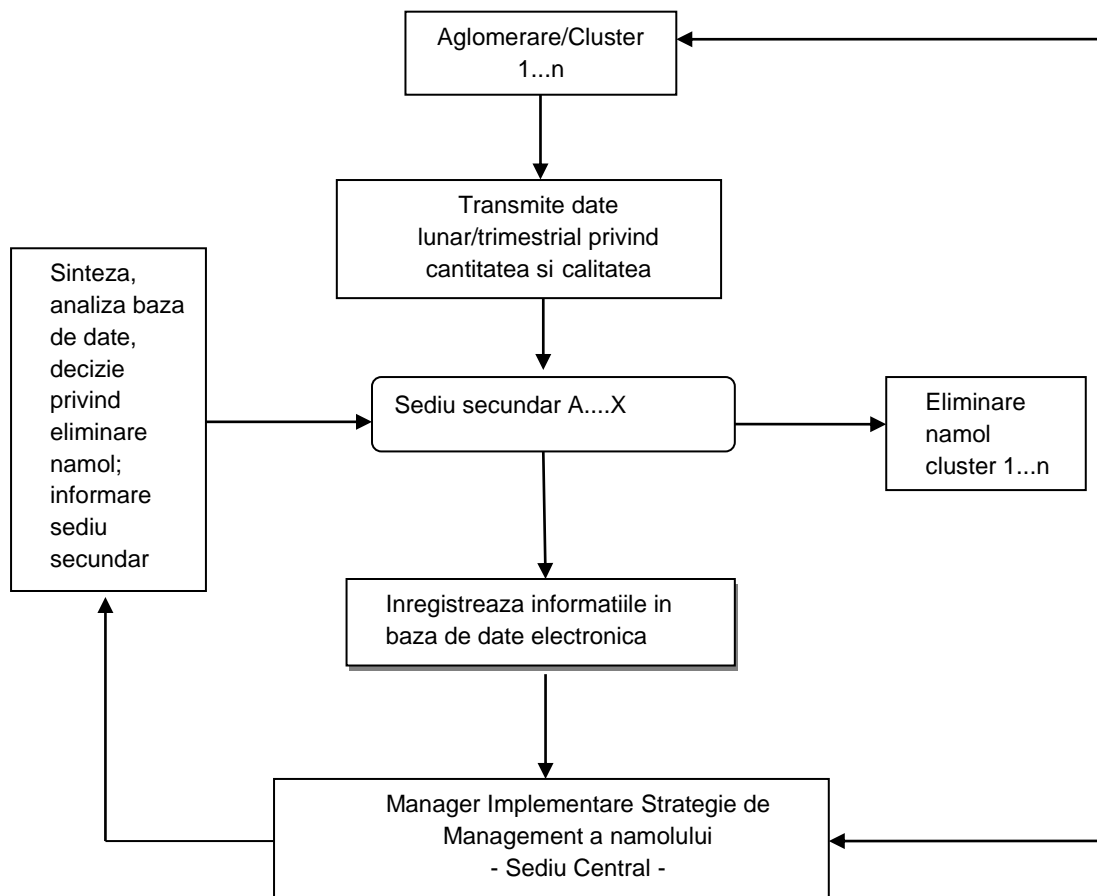 Aglomerare/Cluster
1...n
Transmite date
lunar/trimestrial privind
cantitatea si calitatea
Sinteza,
analiza baza
de date,
decizie
privind
eliminare
namol;
informare
sediu
secundar
Sediu secundar A....X
Eliminare
namol
cluster 1...n
Inregistreaza informatiile in
baza de date electronica
Manager Implementare Strategie de
Management a namolului
- Sediu Central -